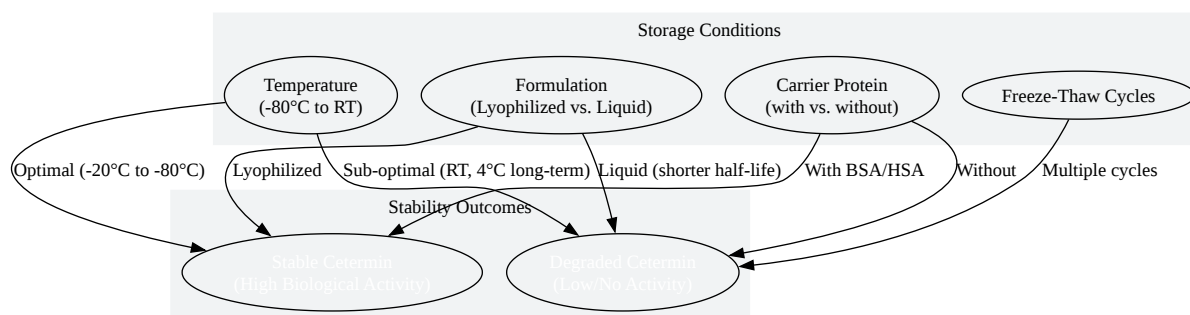 Storage Conditions
Temperature
(-80°C to RT)
Formulation
(Lyophilized vs. Liquid)
Carrier Protein
(with vs. without)
Freeze-Thaw Cycles
Optimal (-20°C to -80°C)
Lyophilized
Sub-optimal (RT, 4°C long-term)
Liquid (shorter half-life)
With BSA/HSA
Without
Multiple cycles
Stability Outcomes
Stable Cetermin
(High Biological Activity)
Degraded Cetermin
(Low/No Activity)